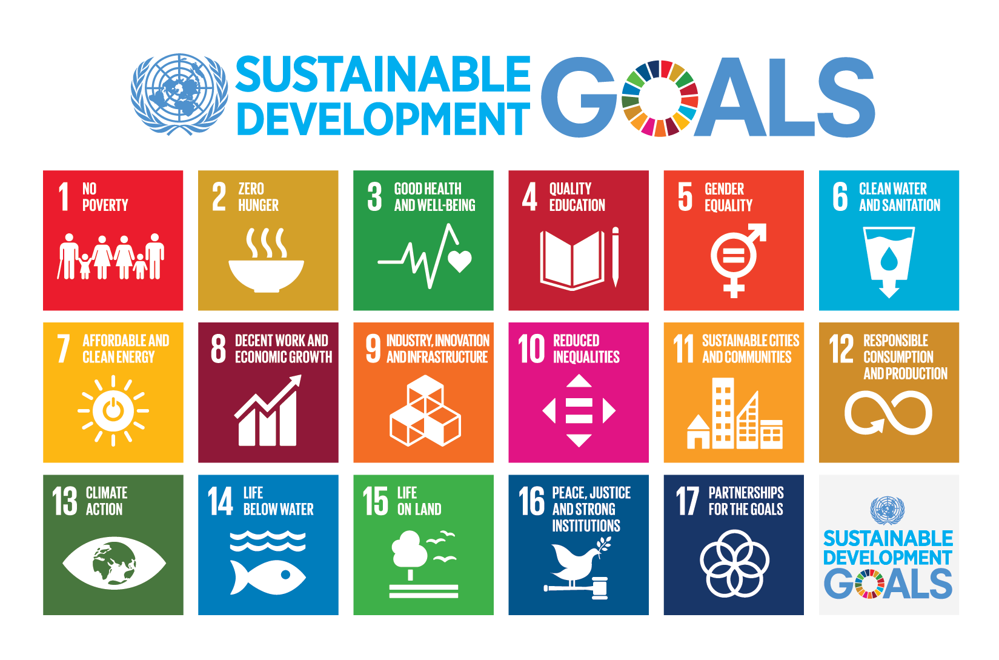 SUSTAINABLE
DEVELOPMENT
GOALS
1 NO
POVERTY
2 ZERO
HUNGER
3 GOOD HEALTH
AND WELL-BEING
4 QUALITY
EDUCATION
5 GENDER
EQUALITY
6 CLEAN WATER
AND SANITATION
7 AFFORDABLE AND
CLEAN ENERGY
8 DECENT WORK AND
ECONOMIC GROWTH
9 INDUSTRY, INNOVATION
AND INFRASTRUCTURE
10 REDUCED
INEQUALITIES
11 SUSTAINABLE CITIES
AND COMMUNITIES
12 RESPONSIBLE
CONSUMPTION
AND PRODUCTION
13 CLIMATE
ACTION
14 LIFE
BELOW WATER
15 LIFE
ON LAND
16 PEACE, JUSTICE
AND STRONG
INSTITUTIONS
17 PARTNERSHIPS
FOR THE GOALS
SUSTAINABLE
DEVELOPMENT
GOALS